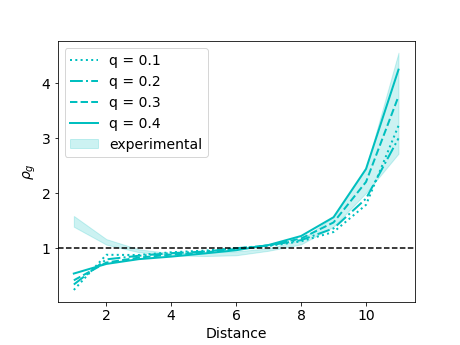 q = 0.1
q = 0.2
q = 0.3
q = 0.4
experimental
4
3
2
1
ρg
2
4
6
8
10
Distance